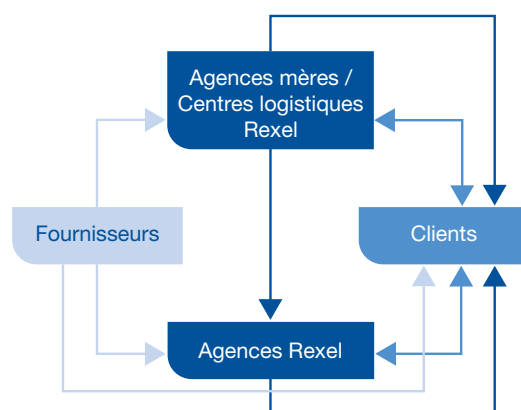 Agences mères /
Centres logistiques
Rexel
Fournisseurs
Clients
Agences Rexel